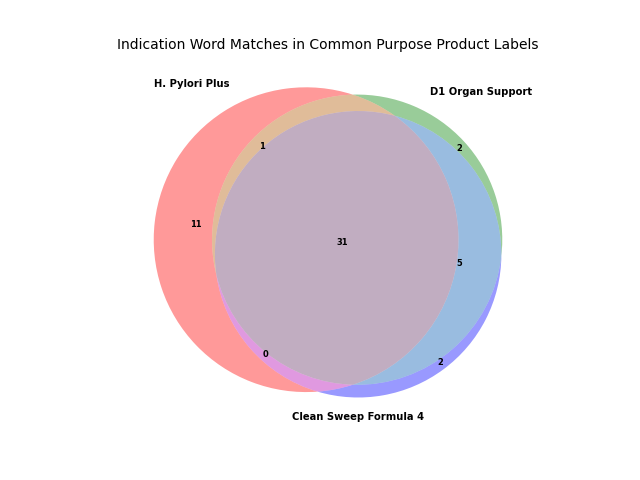 Indication Word Matches in Common Purpose Product Labels
H. Pylori Plus
D1 Organ Support
1
2
11
31
5
0
2
Clean Sweep Formula 4